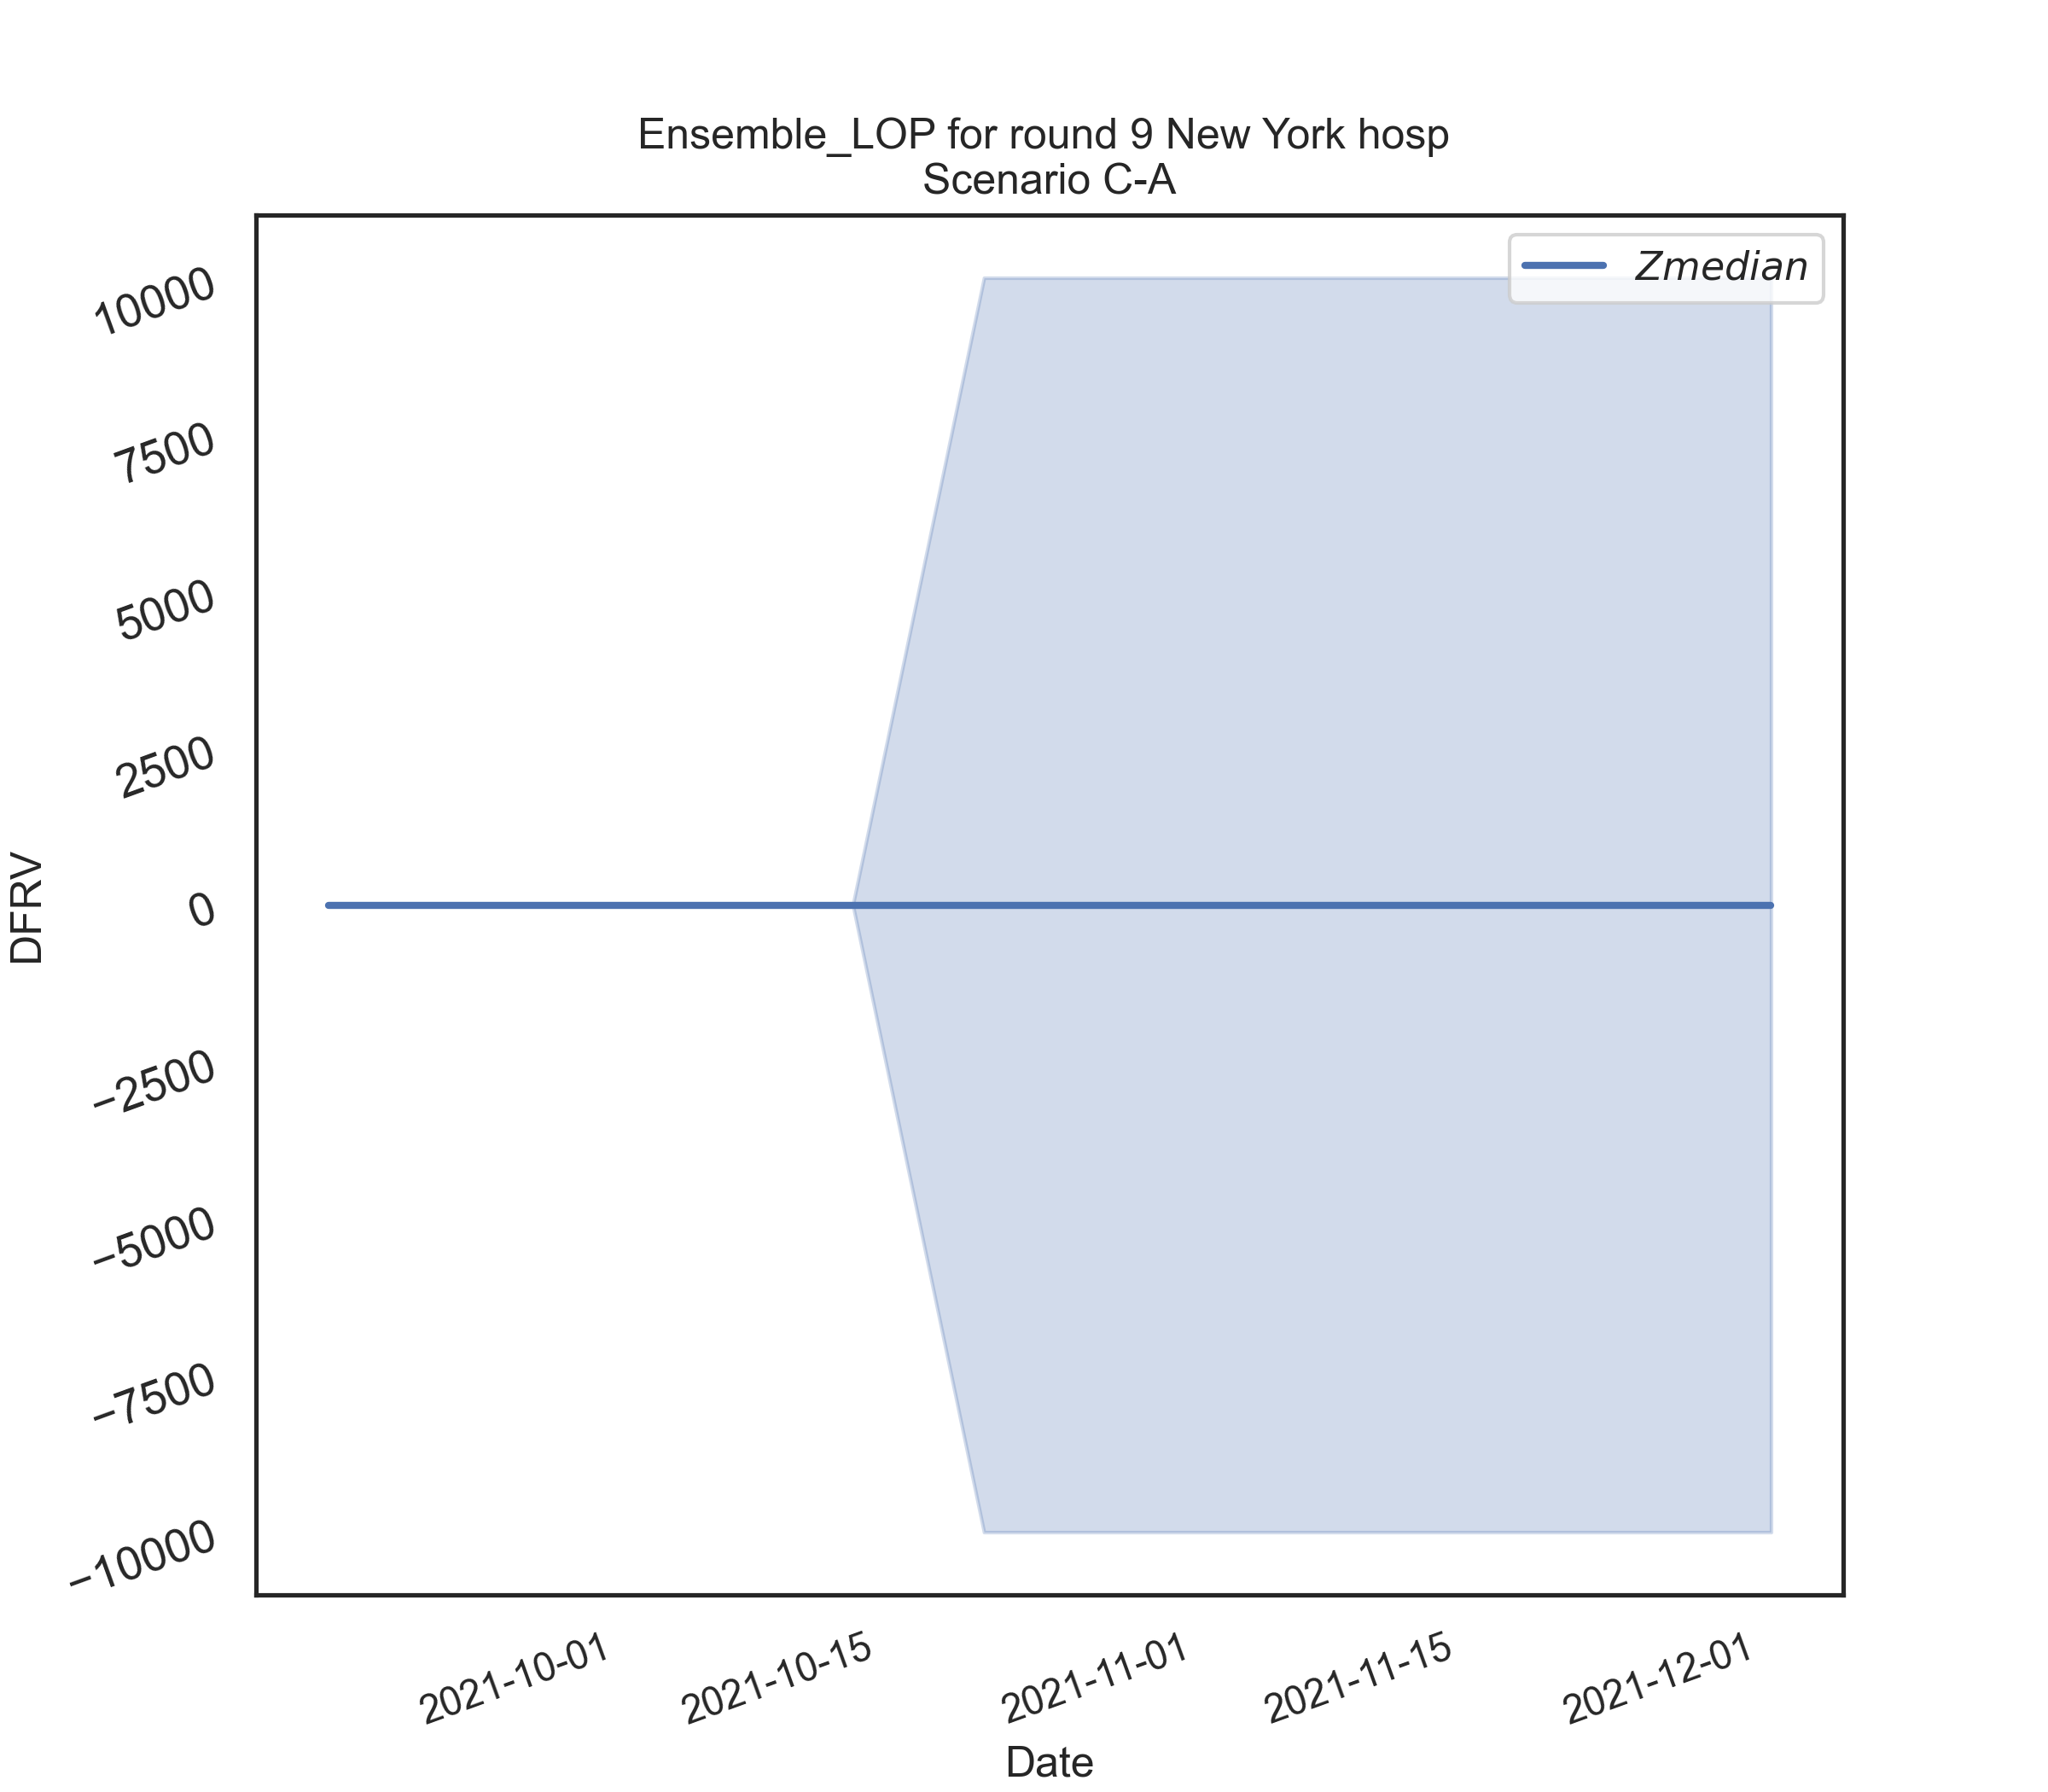 Ensemble_LOP for round 9 New York hosp
Scenario C-A
Zmedian
10000
7500
5000
2500
0
−2500
−5000
−7500
−10000
DFRV
2021-10-01
2021-10-15
2021-11-01
2021-11-15
2021-12-01
Date